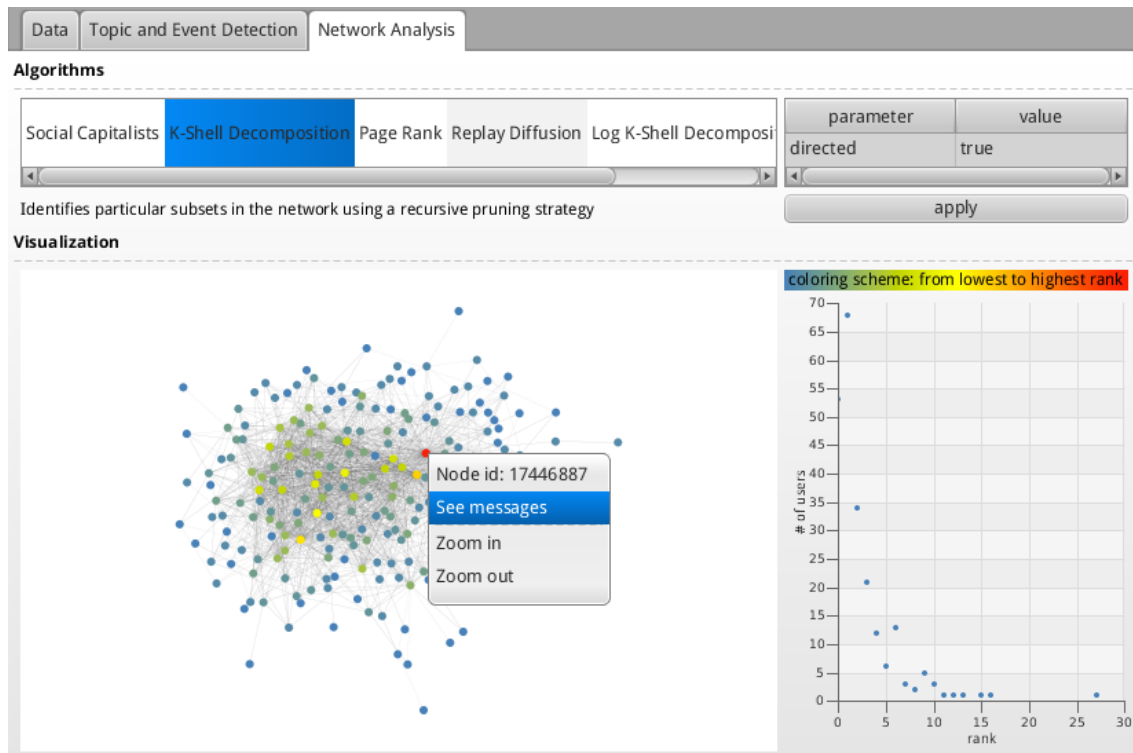 Data Topic and Event Detection Network Analysis
Algorithms
Social Capitalists K-Shell Decomposition Page Rank Replay Diffusion Log K-Shell Decomposi
parameter value
directed true
Identifies particular subsets in the network using a recursive pruning strategy
apply
Visualization
coloring scheme: from lowest to highest rank
Node id: 17446887
See messages
Zoom in
Zoom out
# of users
70
65
60
55
50
45
40
35
30
25
20
15
10
5
0
0 5 10 15 20 25 30
rank